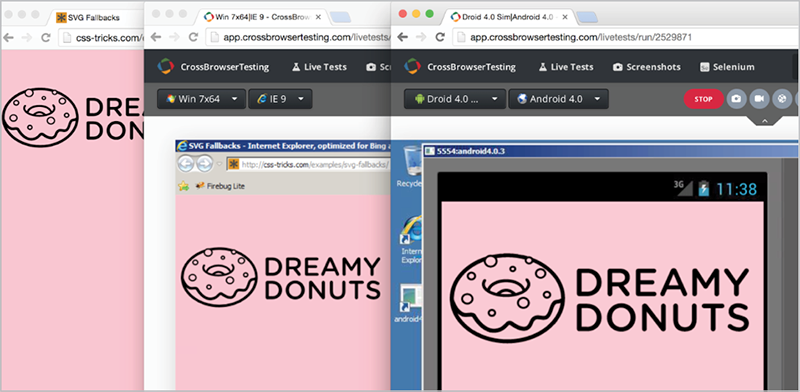 SVG Fallbacks
css-tricks.com/
DREAMY
DONUTS
Win 7x64|IE 9 - CrossBrow
app.crossbrowsertesting.com/livetests/
CrossBrowserTesting
Live Tests
Win 7x64
IE 9
SVG Fallbacks - Internet Explorer, optimized for Bing a
http://css-tricks.com/examples/svg-fallbacks/
Firebug Lite
DREAMY
DONUTS
Droid 4.0 Sim|Android 4.0
app.crossbrowsertesting.com/livetests/run/2529871
CrossBrowserTesting
Live Tests
Screenshots
Selenium
Droid 4.0 ...
Android 4.0
STOP
Recycle
Intern
Explor
android4
5554:android4.0.3
3G
11:38
DREAMY
DONUTS